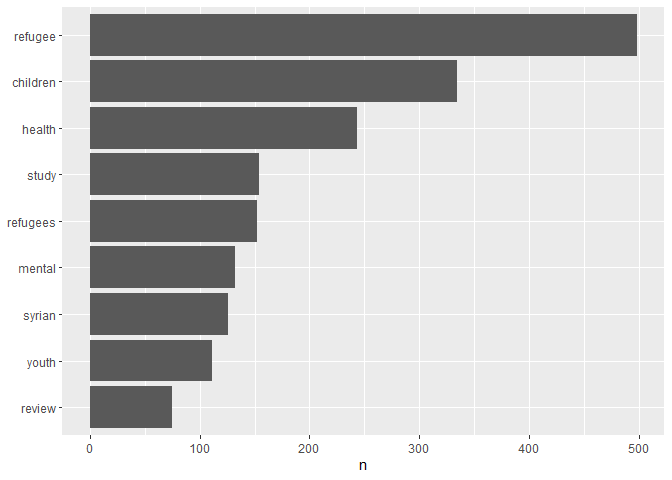 refugee
children
health
study
refugees
mental
syrian
youth
review
0 100 200 300 400 500
n